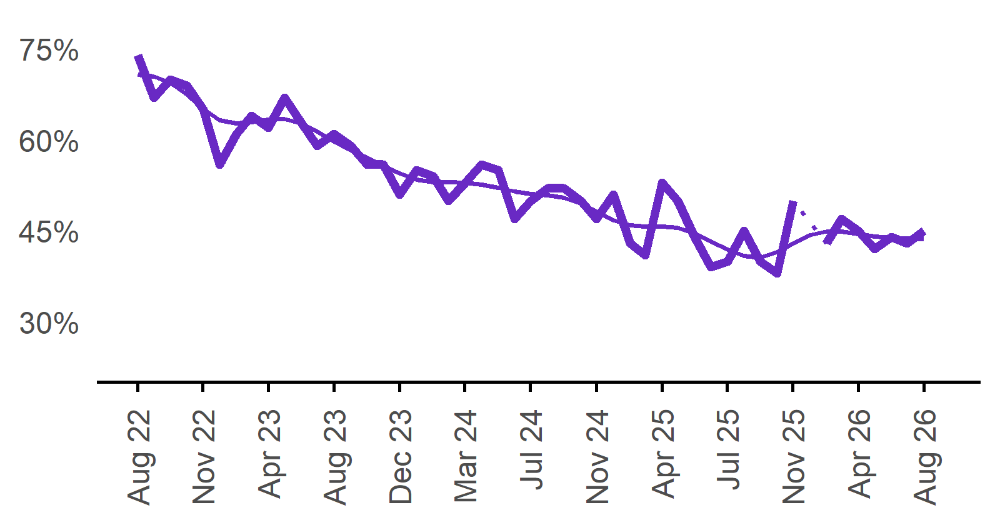 75%
60%
45%
30%
Aug 22
Nov 22
Apr 23
Aug 23
Dec 23
Mar 24
Jul 24
Nov 24
Apr 25
Jul 25
Nov 25
Apr 26
Aug 26